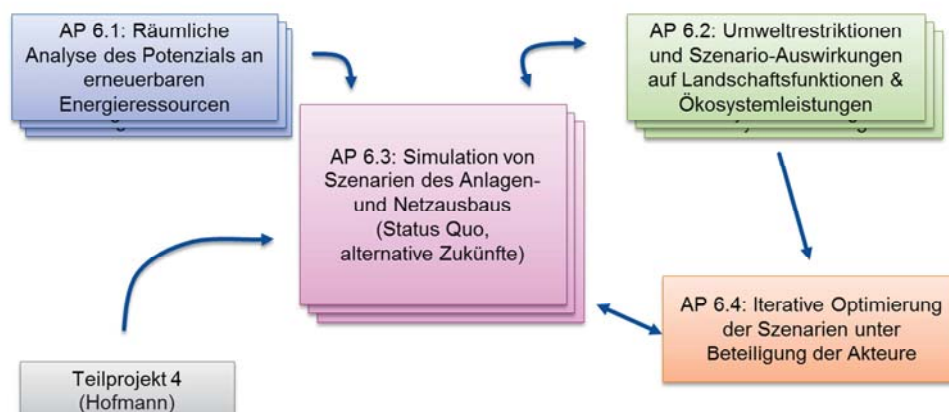 AP 6.1: Räumliche
Analyse des Potenzials an
erneuerbaren
Energieressourcen
AP 6.2: Umweltrestriktionen
und Szenario-Auswirkungen
auf Landschaftsfunktionen &
Ökosystemleistungen
AP 6.3: Simulation von
Szenarien des Anlagen-
und Netzausbaus
(Status Quo,
alternative Zukünfte)
AP 6.4: Iterative Optimierung
der Szenarien unter
Beteiligung der Akteure
Teilprojekt 4
(Hofmann)